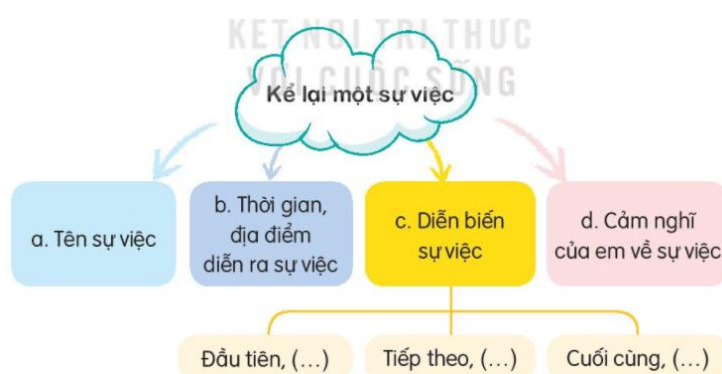 KẾT NỐI TRI THỨC
VỚI CUỘC SỐNG
Kể lại một sự việc
a. Tên sự việc
b. Thời gian,
địa điểm
diễn ra sự việc
c. Diễn biến
sự việc
d. Cảm nghĩ
của em về sự việc
Đầu tiên, (...)
Tiếp theo, (...)
Cuối cùng, (...)